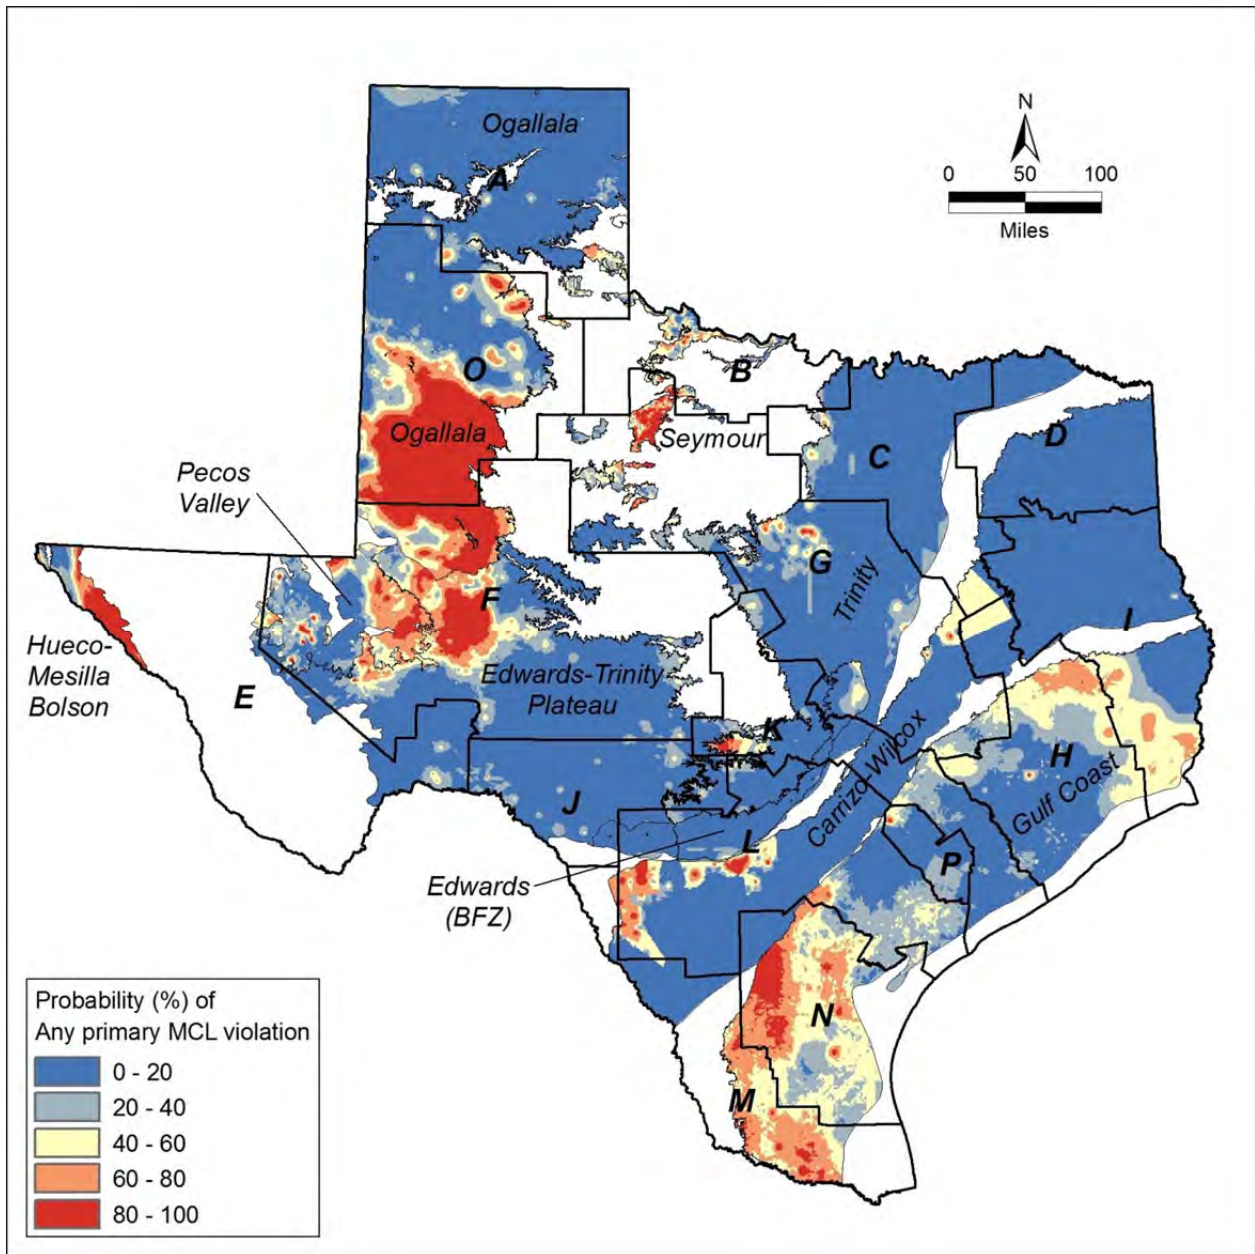 N
0 50 100
Miles
Ogallala
A
O
Ogallala
B
Seymour
C
D
Pecos
Valley
G
Trinity
F
I
Hueco-
Mesilla
Bolson
E
Edwards-Trinity
Plateau
K
J
L
Carrizo-Wilcox
H
Gulf Coast
P
Edwards
(BFZ)
N
M
Probability (%) of
Any primary MCL violation
0 - 20
20 - 40
40 - 60
60 - 80
80 - 100